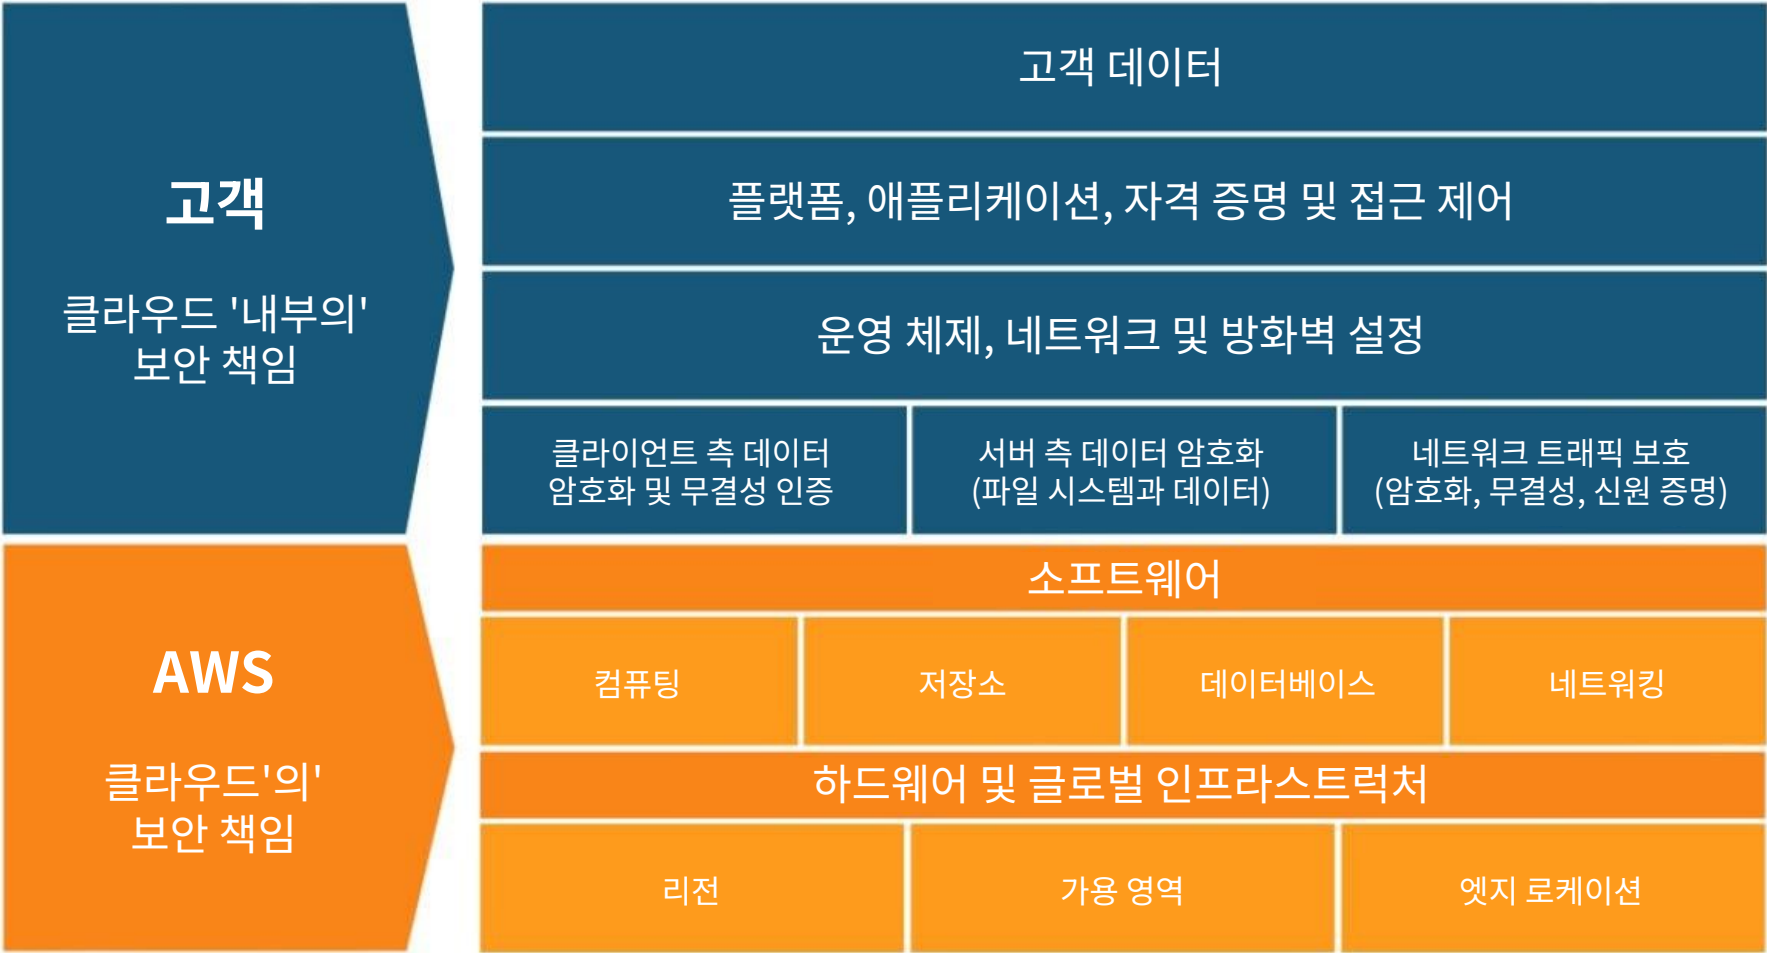 고객
클라우드 '내부의'
보안 책임
고객 데이터
플랫폼, 애플리케이션, 자격 증명 및 접근 제어
운영 체제, 네트워크 및 방화벽 설정
클라이언트 측 데이터
암호화 및 무결성 인증
서버 측 데이터 암호화
(파일 시스템과 데이터)
네트워크 트래픽 보호
(암호화, 무결성, 신원 증명)
AWS
클라우드'의'
보안 책임
소프트웨어
컴퓨팅
저장소
데이터베이스
네트워킹
하드웨어 및 글로벌 인프라스트럭처
리전
가용 영역
엣지 로케이션